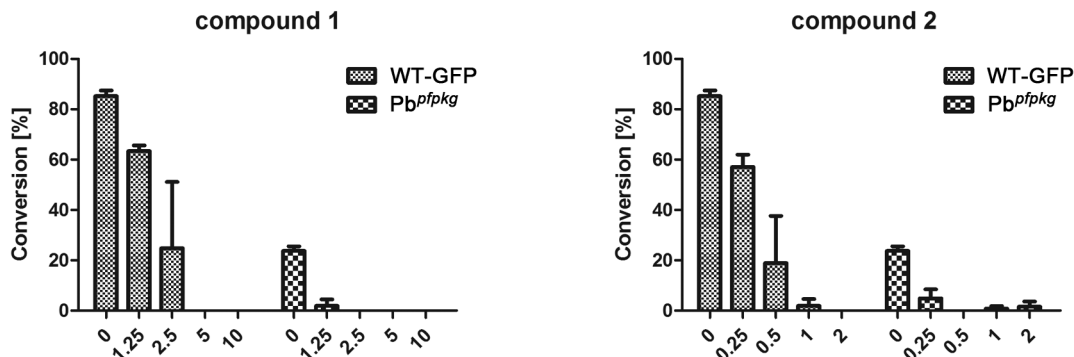 compound 1
Conversion [%]
100
80
60
40
20
0
WT-GFP
Pbpfpkg
0 1.25 2.5 5 10 0 1.25 2.5 5 10
compound 2
Conversion [%]
100
80
60
40
20
0
WT-GFP
Pbpfpkg
0 0.25 0.5 1 2 0 0.25 0.5 1 2